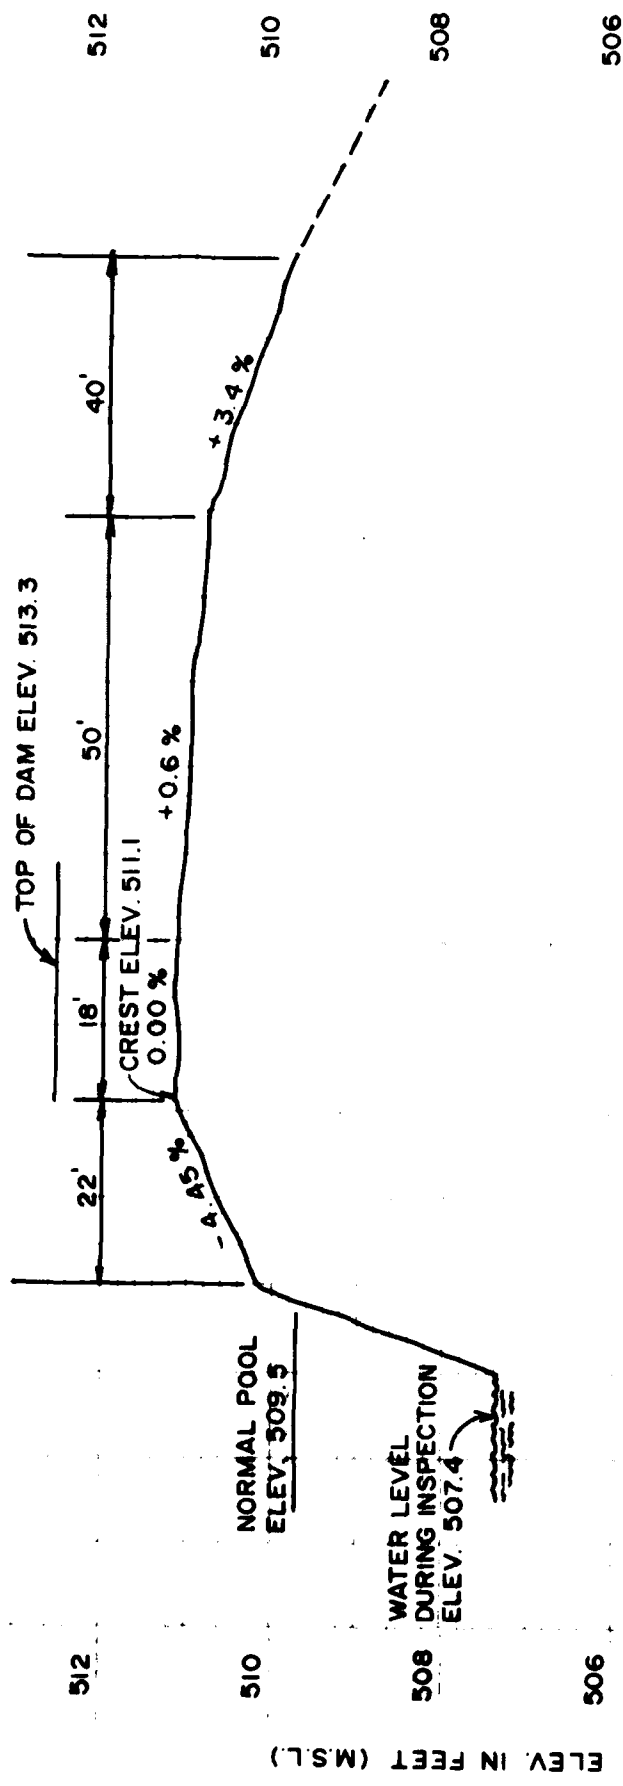 TOP OF DAM ELEV. 513.3
22'
18'
50'
40'
CREST ELEV. 511.1
0.00 %
- 4.45 %
+0.6 %
+ 3.4 %
NORMAL POOL
ELEV. 509.5
WATER LEVEL
DURING INSPECTION
ELEV. 507.4
512
510
508
506
512
510
508
506
ELEV. IN FEET (M.S.L.)